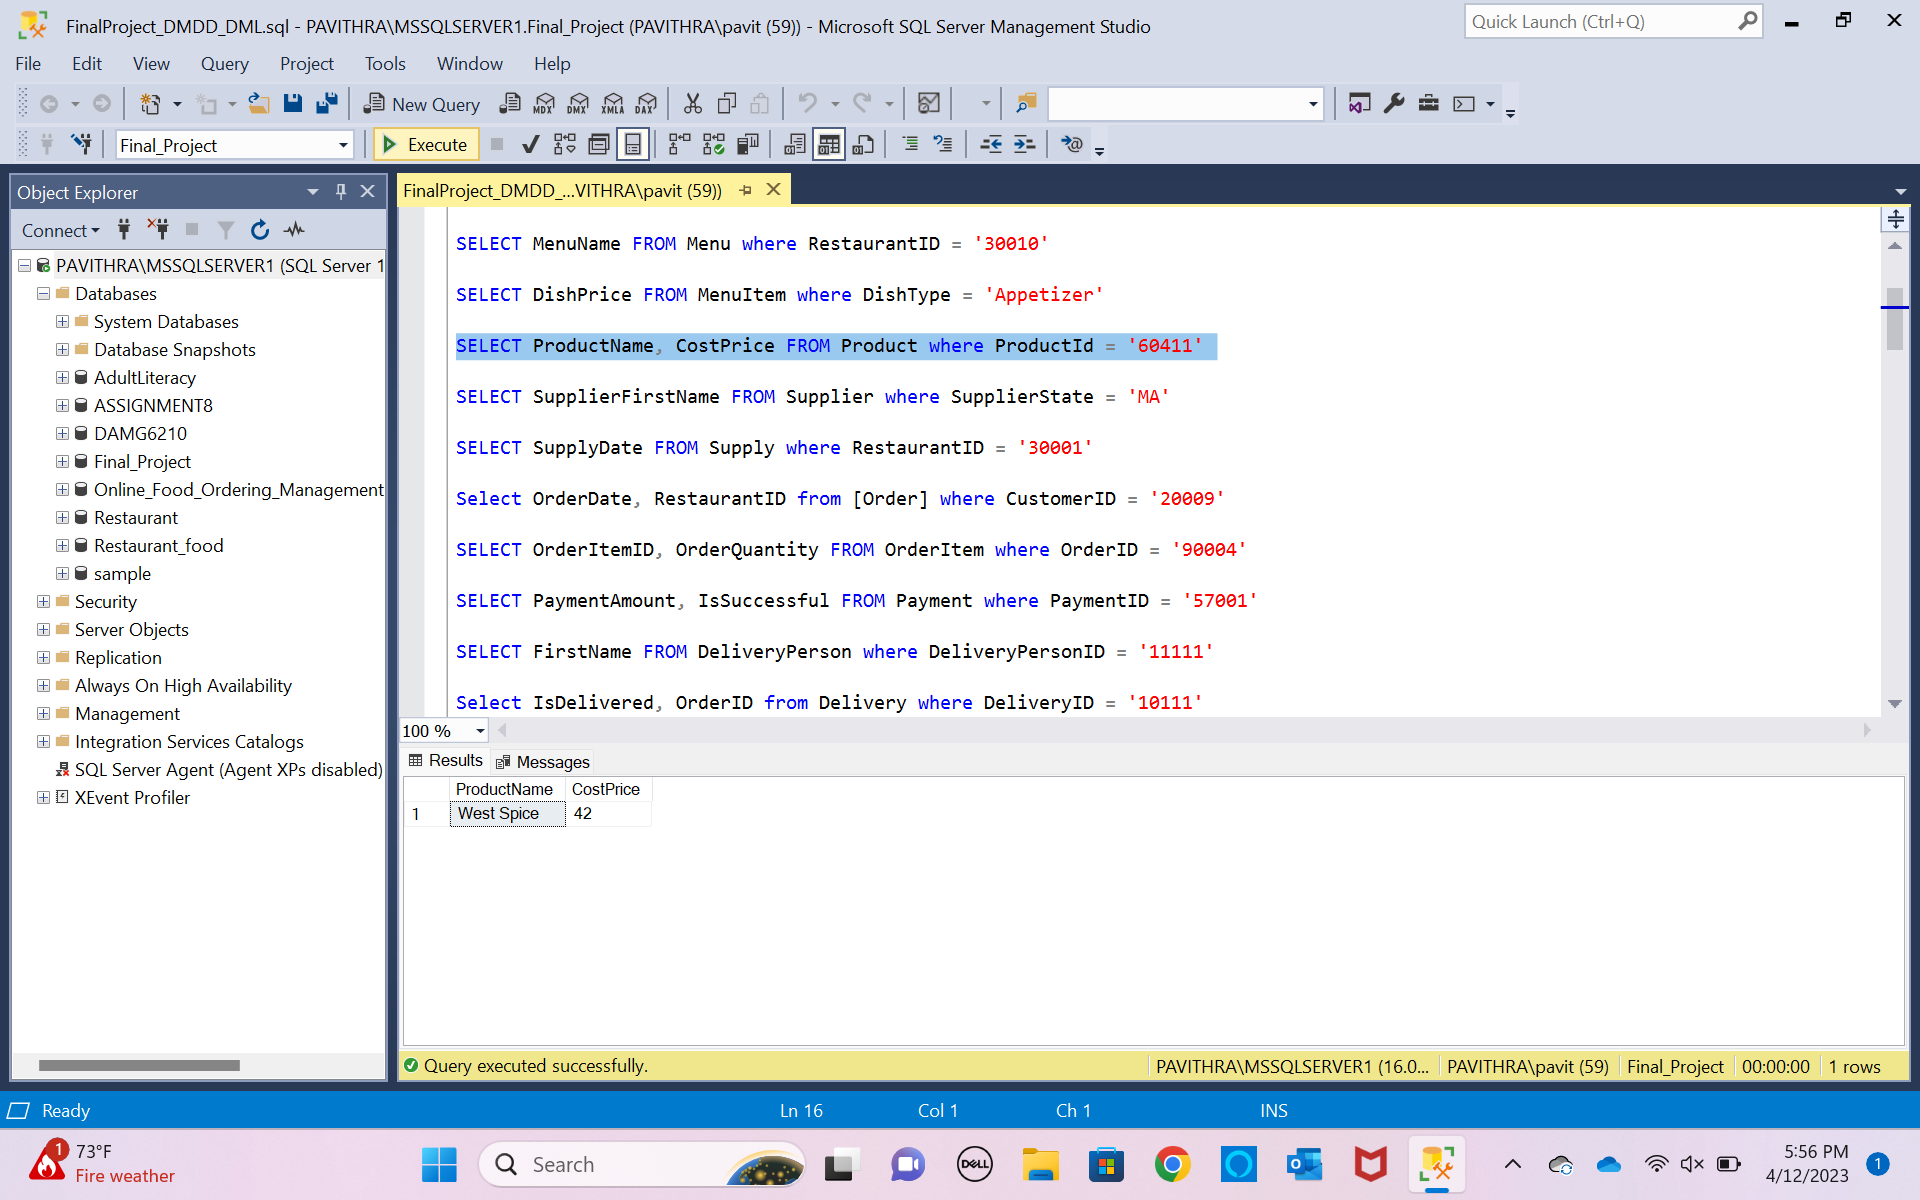 FinalProject_DMDD_DML.sql - PAVITHRA\MSSQLSERVER1.Final_Project (PAVITHRA\pavit (59)) - Microsoft SQL Server Management Studio
Quick Launch (Ctrl+Q)
File Edit View Query Project Tools Window Help
New Query MDX DMX XMLA DAX
Final_Project Execute
Object Explorer
FinalProject_DMDD_...VITHRA\pavit (59))
Connect
PAVITHRA\MSSQLSERVER1 (SQL Server 1
Databases
System Databases
Database Snapshots
AdultLiteracy
ASSIGNMENT8
DAMG6210
Final_Project
Online_Food_Ordering_Management
Restaurant
Restaurant_food
sample
Security
Server Objects
Replication
Always On High Availability
Management
Integration Services Catalogs
SQL Server Agent (Agent XPs disabled)
XEvent Profiler
SELECT MenuName FROM Menu where RestaurantID = '30010'
SELECT DishPrice FROM MenuItem where DishType = 'Appetizer'
SELECT ProductName, CostPrice FROM Product where ProductId = '60411'
SELECT SupplierFirstName FROM Supplier where SupplierState = 'MA'
SELECT SupplyDate FROM Supply where RestaurantID = '30001'
Select OrderDate, RestaurantID from [Order] where CustomerID = '20009'
SELECT OrderItemID, OrderQuantity FROM OrderItem where OrderID = '90004'
SELECT PaymentAmount, IsSuccessful FROM Payment where PaymentID = '57001'
SELECT FirstName FROM DeliveryPerson where DeliveryPersonID = '11111'
Select IsDelivered, OrderID from Delivery where DeliveryID = '10111'
100 %
Results Messages
ProductName CostPrice
1 West Spice 42
Query executed successfully. PAVITHRA\MSSQLSERVER1 (16.0... PAVITHRA\pavit (59) Final_Project 00:00:00 1 rows
Ready Ln 16 Col 1 Ch 1 INS
1 73°F
Fire weather
Search
DELL
5:56 PM
4/12/2023
1